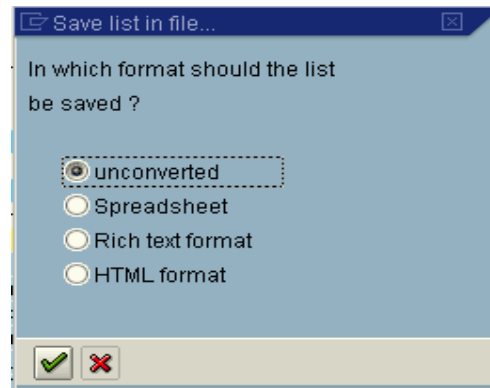 Save list in file...
In which format should the list
be saved ?
unconverted
Spreadsheet
Rich text format
HTML format